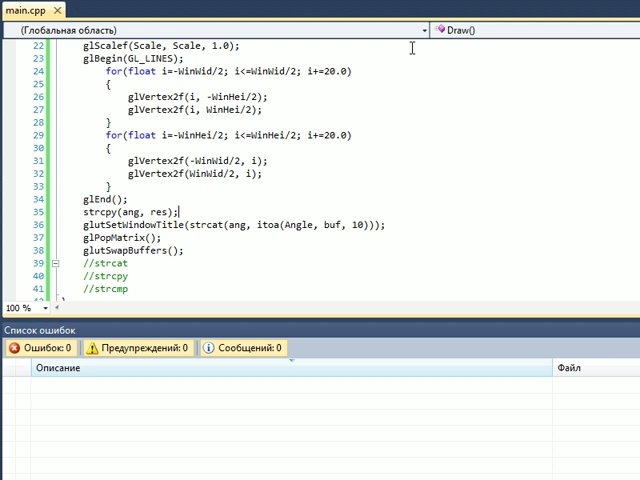 main.cpp
(Глобальная область)
Draw()
22 glScalef(Scale, Scale, 1.0);
23 glBegin(GL_LINES);
24 for(float i=-WinWid/2; i<=WinWid/2; i+=20.0)
25 {
26 glVertex2f(i, -WinHei/2);
27 glVertex2f(i, WinHei/2);
28 }
29 for(float i=-WinHei/2; i<=WinHei/2; i+=20.0)
30 {
31 glVertex2f(-WinWid/2, i);
32 glVertex2f(WinWid/2, i);
33 }
34 glEnd();
35 strcpy(ang, res);
36 glutSetWindowTitle(strcat(ang, itoa(Angle, buf, 10)));
37 glPopMatrix();
38 glutSwapBuffers();
39 //strcat
40 //strcpy
41 //strcmp
100 %
Список ошибок
Ошибок: 0 Предупреждений: 0 Сообщений: 0
Описание Файл